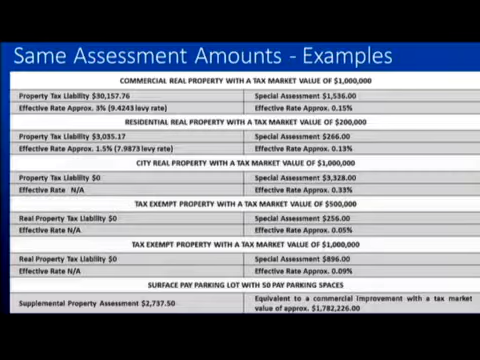 Same Assessment Amounts - Examples
COMMERCIAL REAL PROPERTY WITH A TAX MARKET VALUE OF $1,000,000
Property Tax Liability $30,157.76
Special Assessment $1,536.00
Effective Rate Approx. 3% (9.4243 levy rate)
Effective Rate Approx. 0.15%
RESIDENTIAL REAL PROPERTY WITH A TAX MARKET VALUE OF $200,000
Property Tax Liability $3,035.17
Special Assessment $266.00
Effective Rate Approx. 1.5% (7.9873 levy rate)
Effective Rate Approx. 0.13%
CITY REAL PROPERTY WITH A TAX MARKET VALUE OF $1,000,000
Property Tax Liability $0
Special Assessment $3,328.00
Effective Rate N/A
Effective Rate Approx. 0.33%
TAX EXEMPT PROPERTY WITH A TAX MARKET VALUE OF $500,000
Real Property Tax Liability $0
Special Assessment $256.00
Effective Rate N/A
Effective Rate Approx. 0.05%
TAX EXEMPT PROPERTY WITH A TAX MARKET VALUE OF $1,000,000
Real Property Tax Liability $0
Special Assessment $896.00
Effective Rate N/A
Effective Rate Approx. 0.09%
SURFACE PAY PARKING LOT WITH 50 PAY PARKING SPACES
Supplemental Property Assessment $2,737.50
Equivalent to a commercial improvement with a tax market
value of approx. $1,782,226.00